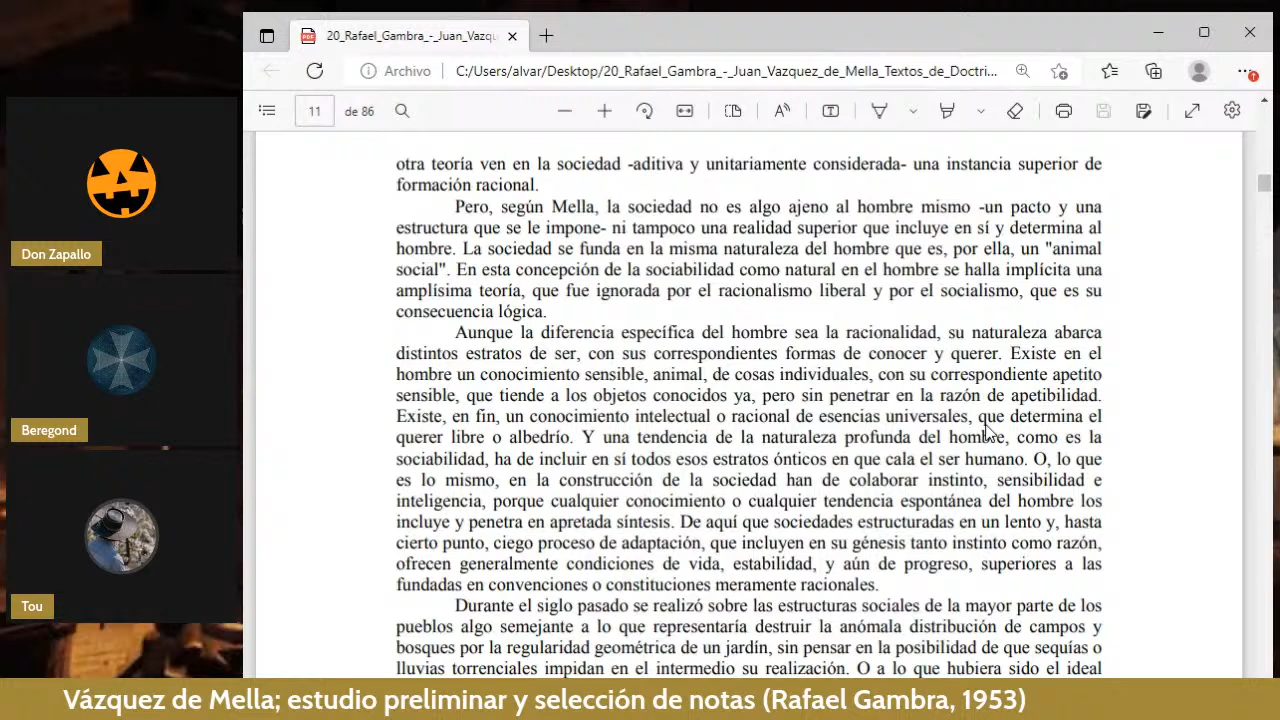 20_Rafael_Gambra_-_Juan_Vazqu
Archivo
C:/Users/alvar/Desktop/20_Rafael_Gambra_-_Juan_Vazquez_de_Mella_Textos_de_Doctri...
11 de 86
otra teoría ven en la sociedad -aditiva y unitariamente considerada- una instancia superior de
formación racional.
Pero, según Mella, la sociedad no es algo ajeno al hombre mismo -un pacto y una
estructura que se le impone- ni tampoco una realidad superior que incluye en sí y determina al
hombre. La sociedad se funda en la misma naturaleza del hombre que es, por ella, un "animal
social". En esta concepción de la sociabilidad como natural en el hombre se halla implícita una
amplísima teoría, que fue ignorada por el racionalismo liberal y por el socialismo, que es su
consecuencia lógica.
Aunque la diferencia específica del hombre sea la racionalidad, su naturaleza abarca
distintos estratos de ser, con sus correspondientes formas de conocer y querer. Existe en el
hombre un conocimiento sensible, animal, de cosas individuales, con su correspondiente apetito
sensible, que tiende a los objetos conocidos ya, pero sin penetrar en la razón de apetibilidad.
Existe, en fin, un conocimiento intelectual o racional de esencias universales, que determina el
querer libre o albedrío. Y una tendencia de la naturaleza profunda del hombre, como es la
sociabilidad, ha de incluir en sí todos esos estratos ónticos en que cala el ser humano. O, lo que
es lo mismo, en la construcción de la sociedad han de colaborar instinto, sensibilidad e
inteligencia, porque cualquier conocimiento o cualquier tendencia espontánea del hombre los
incluye y penetra en apretada síntesis. De aquí que sociedades estructuradas en un lento y, hasta
cierto punto, ciego proceso de adaptación, que incluyen en su génesis tanto instinto como razón,
ofrecen generalmente condiciones de vida, estabilidad, y aún de progreso, superiores a las
fundadas en convenciones o constituciones meramente racionales.
Durante el siglo pasado se realizó sobre las estructuras sociales de la mayor parte de los
pueblos algo semejante a lo que representaría destruir la anómala distribución de campos y
bosques por la regularidad geométrica de un jardín, sin pensar en la posibilidad de que sequías o
lluvias torrenciales impidan en el intermedio su realización. O a lo que hubiera sido el ideal
Don Zapallo
Beregond
Tou
Vázquez de Mella; estudio preliminar y selección de notas (Rafael Gambra, 1953)